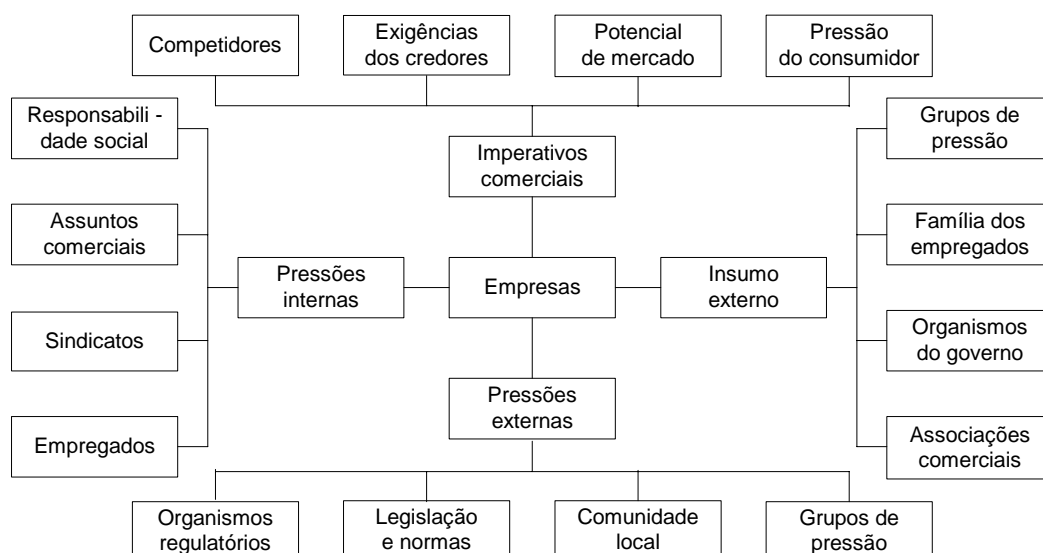 Competidores
Exigências
dos credores
Potencial
de mercado
Pressão
do consumidor
Responsabili -
dade social
Imperativos
comerciais
Grupos de
pressão
Assuntos
comerciais
Família dos
empregados
Pressões
internas
Empresas
Insumo
externo
Sindicatos
Organismos
do governo
Pressões
externas
Empregados
Associações
comerciais
Organismos
regulatórios
Legislação
e normas
Comunidade
local
Grupos de
pressão